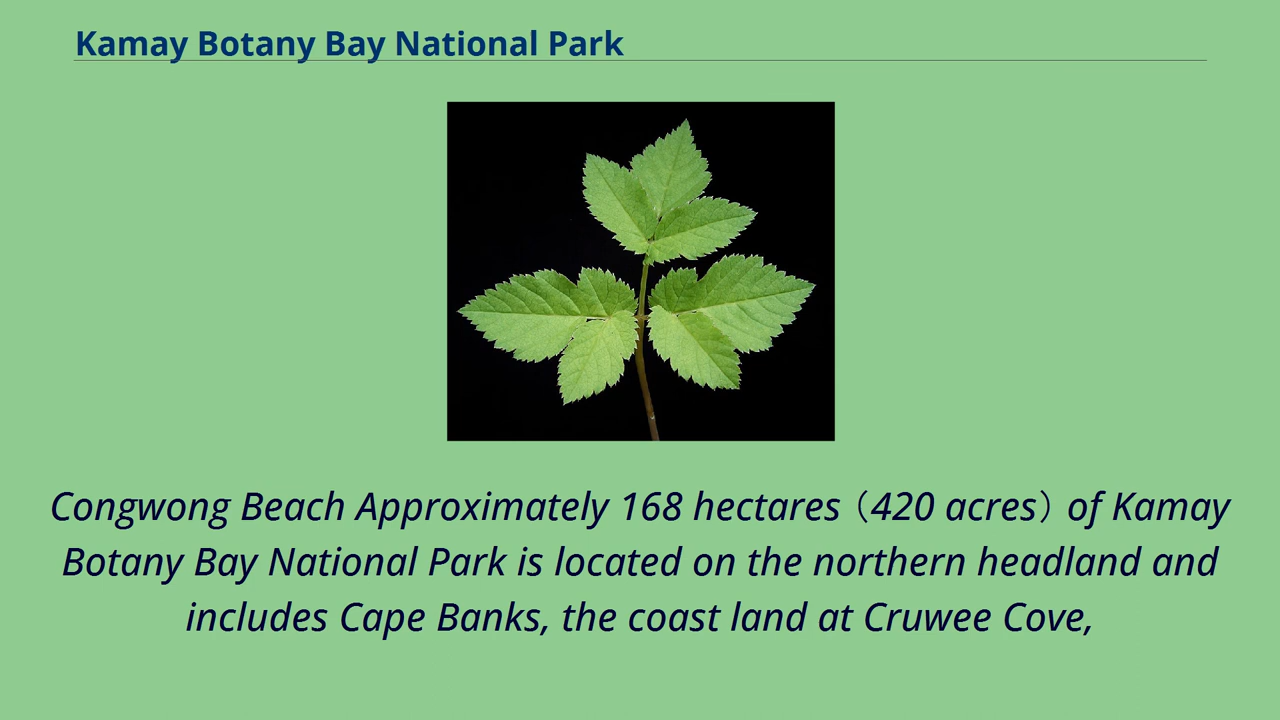 Kamay Botany Bay National Park
Congwong Beach Approximately 168 hectares（420 acres）of Kamay
Botany Bay National Park is located on the northern headland and
includes Cape Banks, the coast land at Cruwee Cove,